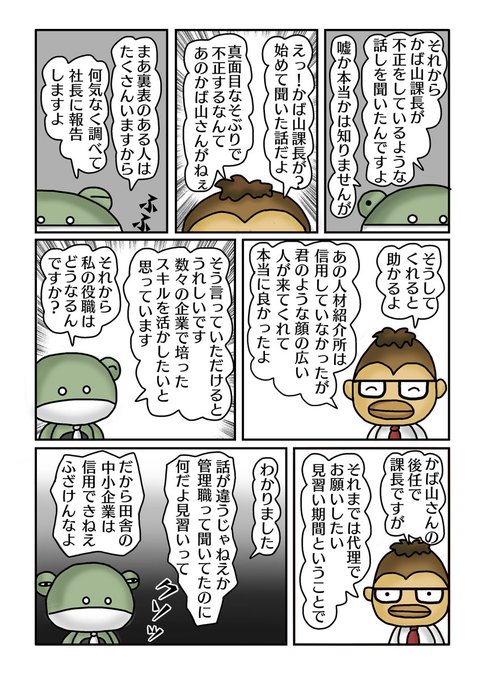 それから
かば山課長が
不正をしているような
話しを聞いたんですよ
嘘か本当かは知りませんが
えっ！かば山課長が？
始めて聞いた話だよ
真面目なそぶりで
不正するなんて
あのかば山さんがねぇ
まあ裏表のある人は
たくさんいますから
何気なく調べて
社長に報告
しますよ
ふふ
そうして
くれると
助かるよ
あの人材紹介所は
信用していなかったが
君のような顔の広い
人が来てくれて
本当に良かったよ
そう言っていただけると
うれしいです
数々の企業で培った
スキルを活かしたいと
思っています
それから
私の役職は
どうなるん
ですか？
かば山さんの
後任で
課長ですが
それまでは代理で
お願いしたい
見習い期間ということで
わかりました
話が違うじゃねえか
管理職って聞いてたのに
何だよ見習いって
だから田舎の
中小企業は
信用できねえ
ふざけんなよ
クソッ